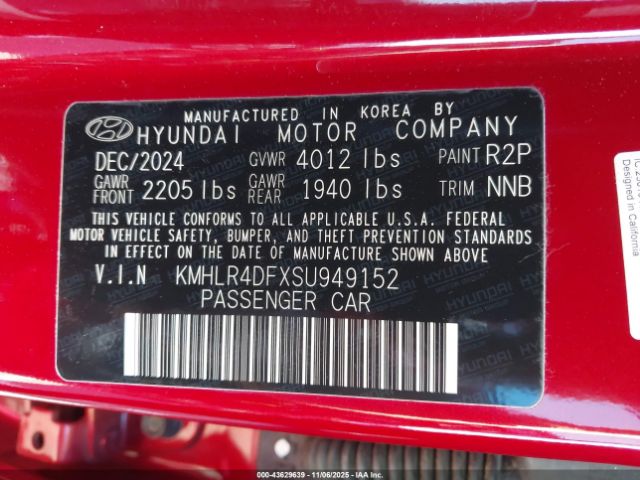 MANUFACTURED IN KOREA BY
HYUNDAI MOTOR COMPANY
DEC/2024 GVWR 4012 lbs PAINT R2P
GAWR FRONT 2205 lbs GAWR REAR 1940 lbs TRIM NNB
THIS VEHICLE CONFORMS TO ALL APPLICABLE U.S.A. FEDERAL
MOTOR VEHICLE SAFETY, BUMPER, AND THEFT PREVENTION STANDARDS
IN EFFECT ON THE DATE OF MANUFACTURE SHOWN ABOVE
V.I.N KMHLR4DFXSU949152
PASSENGER CAR
Designed in California
000-43629639 - 11/06/2025 - IAAI.COM